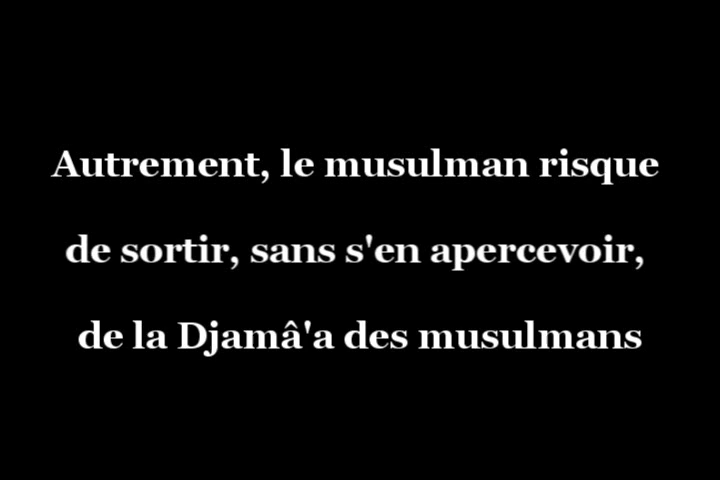 Autrement, le musulman risque
de sortir, sans s'en apercevoir,
de la Djamâ'a des musulmans